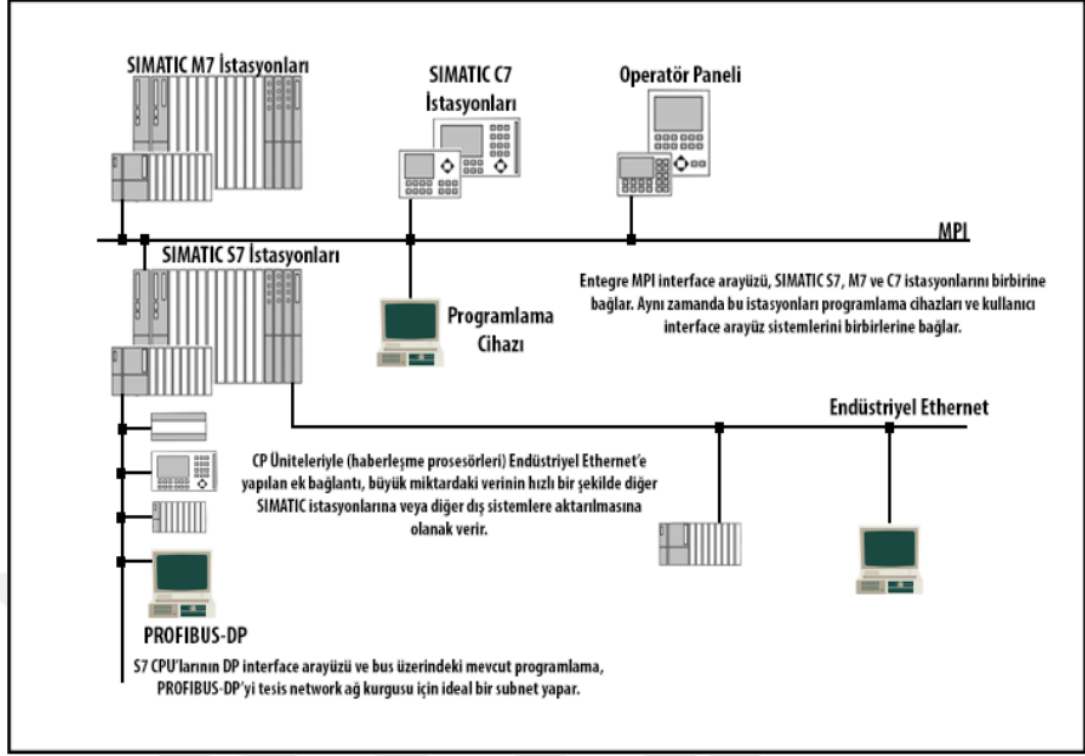 SIMATIC M7 İstasyonları
SIMATIC C7
İstasyonları
Operatör Paneli
MPI
SIMATIC S7 İstasyonları
Entegre MPI interface arayüzü, SIMATIC S7, M7 ve C7 istasyonlarını birbirine
bağlar. Aynı zamanda bu istasyonları programlama cihazları ve kullanıcı
interface arayüz sistemlerini birbirlerine bağlar.
Programlama
Cihazı
Endüstriyel Ethernet
CP Üniteleriyle (haberleşme prosesörleri) Endüstriyel Ethernet'e
yapılan ek bağlantı, büyük miktardaki verinin hızlı bir şekilde diğer
SIMATIC istasyonlarına veya diğer dış sistemlere aktarılmasına
olanak verir.
PROFIBUS-DP
S7 CPU'larının DP interface arayüzü ve bus üzerindeki mevcut programlama,
PROFIBUS-DP'yi tesis network ağ kurgusu için ideal bir subnet yapar.